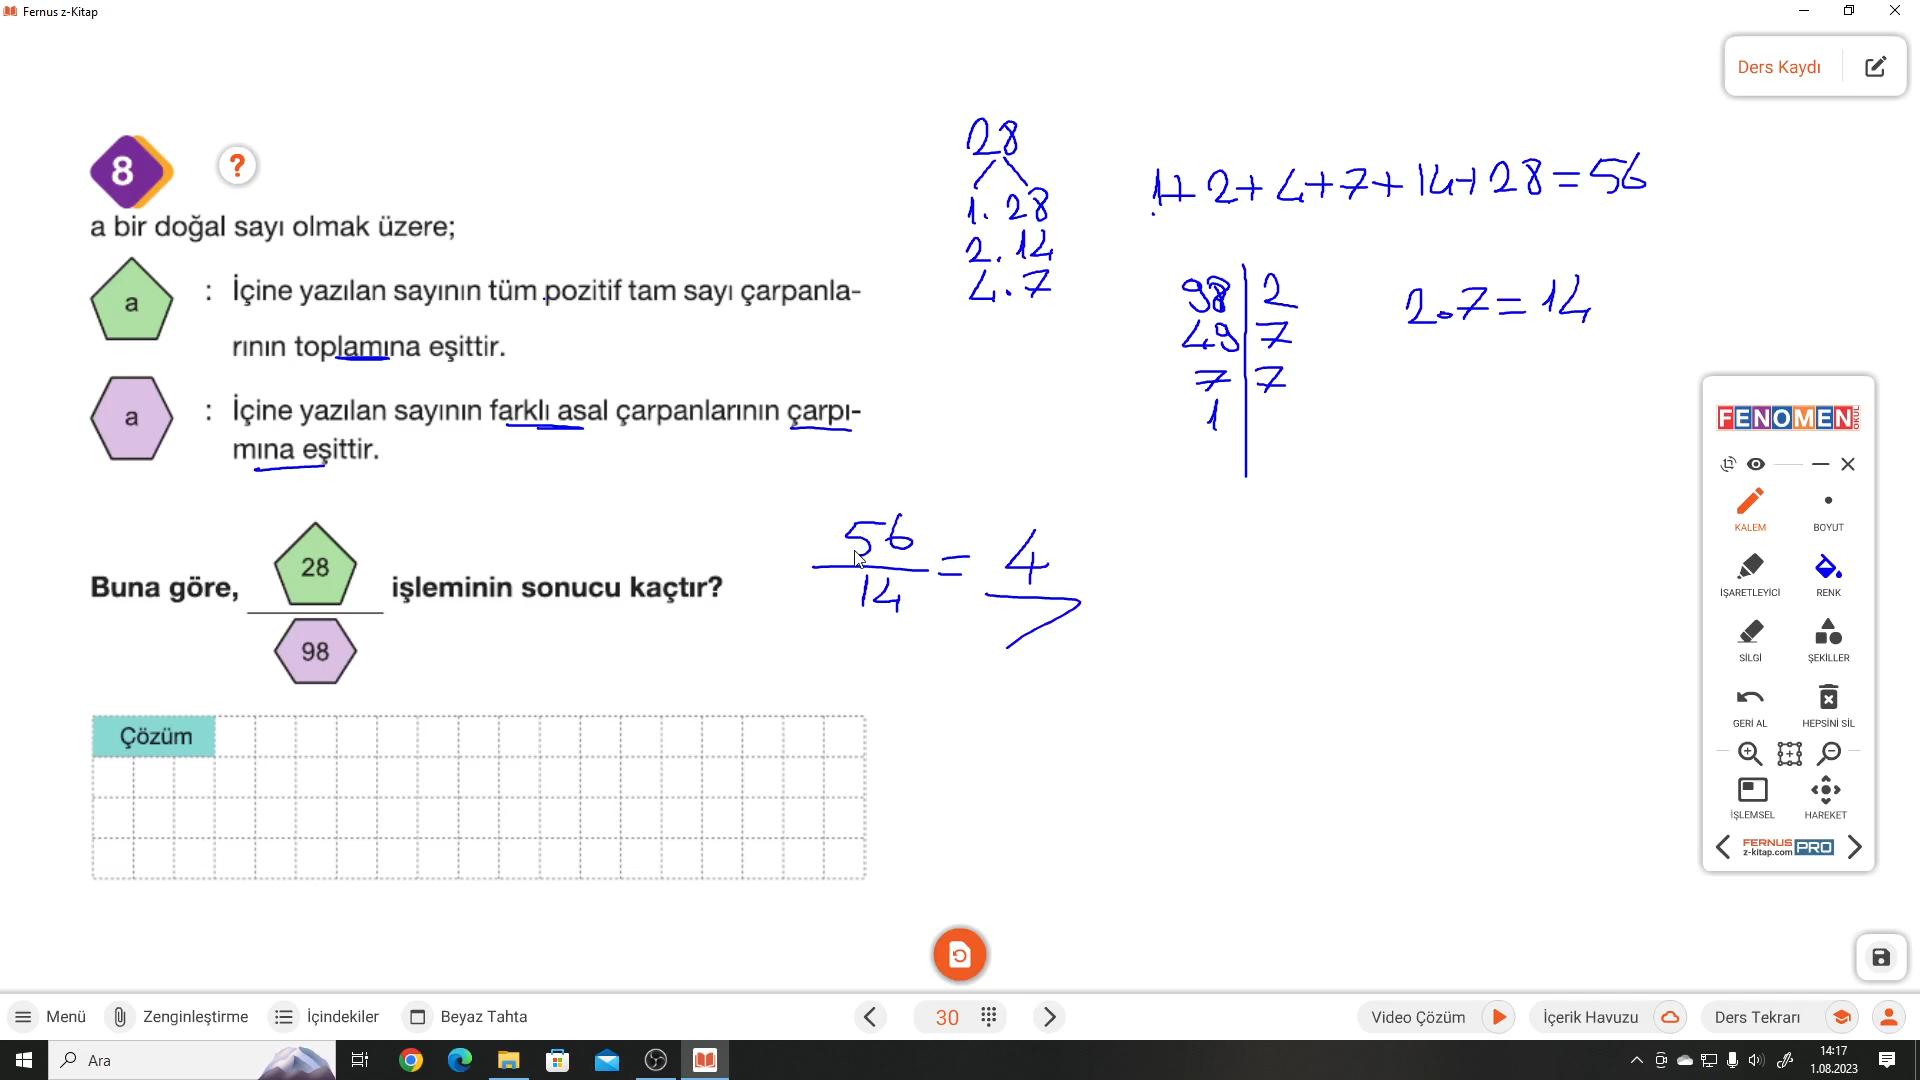 Fernus z-Kitap
Ders Kaydı
8
?
a bir doğal sayı olmak üzere;
a
: İçine yazılan sayının tüm pozitif tam sayı çarpanla-
rının toplamına eşittir.
a
: İçine yazılan sayının farklı asal çarpanlarının çarpı-
mına eşittir.
28
1. 28
2. 14
4. 7
1+2+4+7+14+28=56
98 2
49 7
7 7
1
2.7=14
Buna göre, 28 işleminin sonucu kaçtır?
98
56
14
= 4
Çözüm
FENOMEN OKUL
KALEM
BOYUT
İŞARETLEYİCİ
RENK
SİLGİ
ŞEKİLLER
GERİ AL
HEPSİNİ SİL
İŞLEMSEL
HAREKET
FERNUS
z-kitap.com PRO
Menü
Zenginleştirme
İçindekiler
Beyaz Tahta
30
Video Çözüm
İçerik Havuzu
Ders Tekrarı
Ara
14:17
1.08.2023